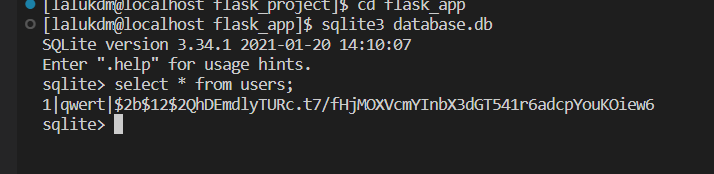 [lalukdm@localhost flask_project]$ cd flask_app
[lalukdm@localhost flask_app]$ sqlite3 database.db
SQLite version 3.34.1 2021-01-20 14:10:07
Enter ".help" for usage hints.
sqlite> select * from users;
1|qwert|$2b$12$2QhDEmdlyTURc.t7/fHjMOXVcmYInbX3dGT541r6adcpYouKOiew6
sqlite>